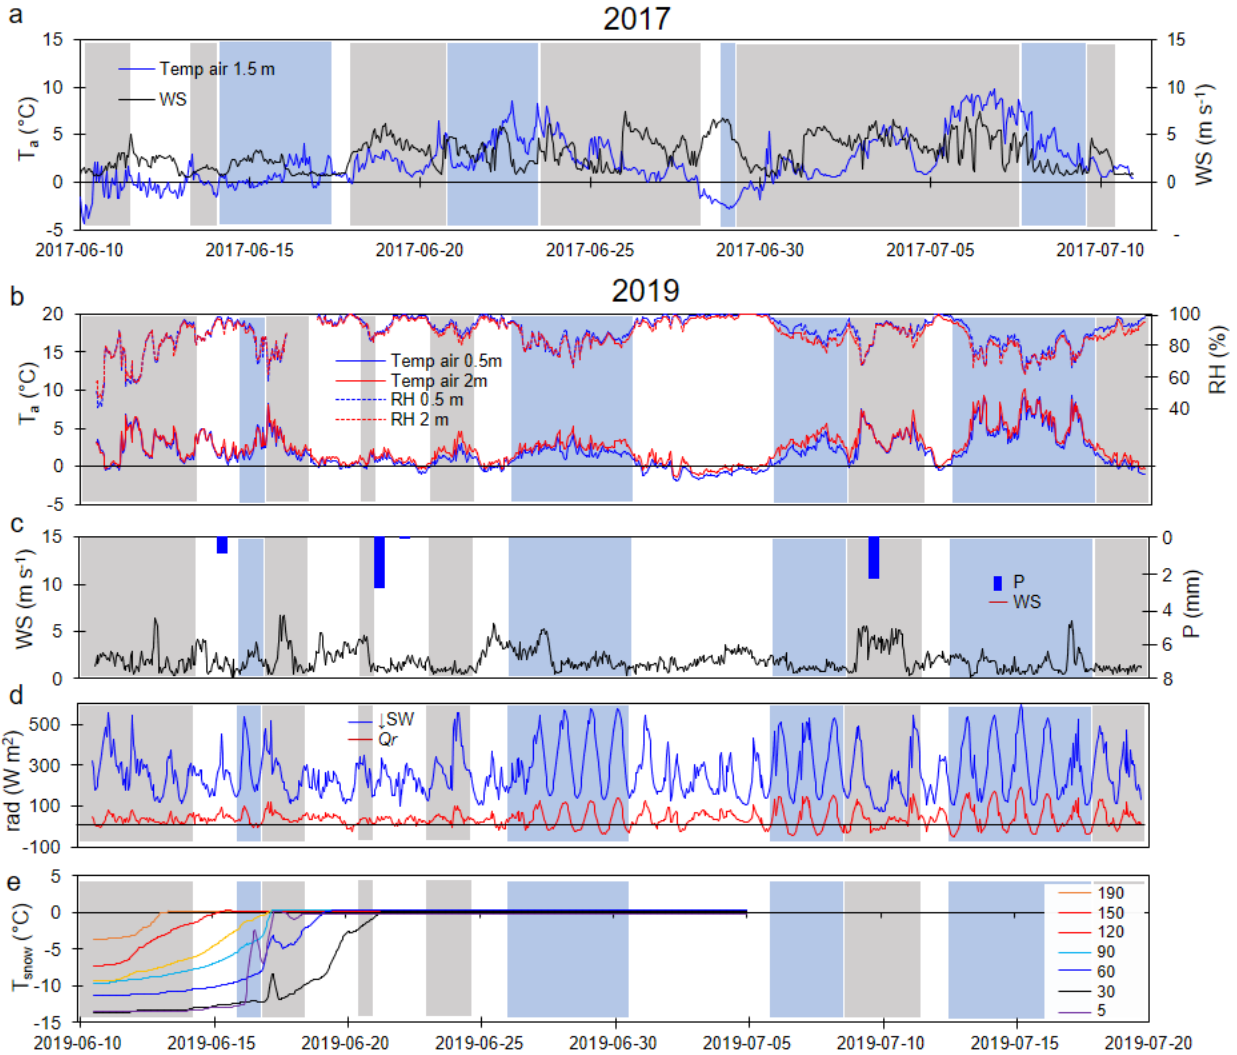 a
2017
15
10
5
0
-5
Ta (°C)
Temp air 1.5 m
WS
15
10
5
0
-
WS (m s-1)
2017-06-10
2017-06-15
2017-06-20
2017-06-25
2017-06-30
2017-07-05
2017-07-10
b
2019
20
15
10
5
0
-5
Ta (°C)
Temp air 0.5m
Temp air 2m
RH 0.5 m
RH 2 m
100
80
60
40
RH (%)
c
15
10
5
0
WS (m s-1)
P
WS
0
2
4
6
8
P (mm)
d
500
300
100
-100
rad (W m2)
↓SW
Qr
e
5
0
-5
-10
-15
Tsnow (°C)
190
150
120
90
60
30
5
2019-06-10
2019-06-15
2019-06-20
2019-06-25
2019-06-30
2019-07-05
2019-07-10
2019-07-15
2019-07-20